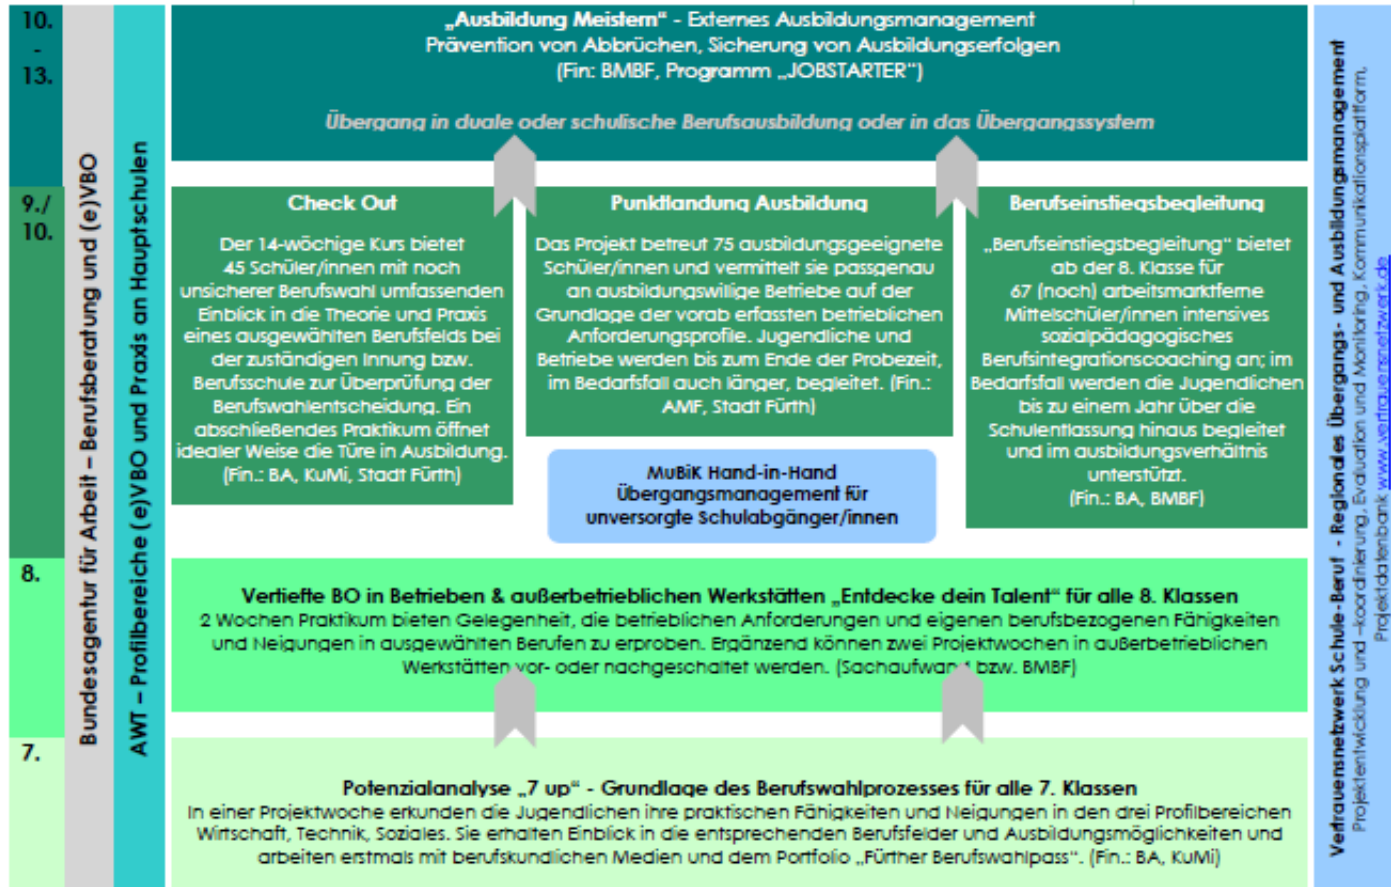 10.
-
13.
„Ausbildung Meistern“ - Externes Ausbildungsmanagement
Prävention von Abbrüchen, Sicherung von Ausbildungserfolgen
(Fin: BMBF, Programm „JOBSTARTER“)
Übergang in duale oder schulische Berufsausbildung oder in das Übergangssystem
9./
10.
Check Out
Der 14-wöchige Kurs bietet
45 Schüler/innen mit noch
unsicherer Berufswahl umfassenden
Einblick in die Theorie und Praxis
eines ausgewählten Berufsfelds bei
der zuständigen Innung bzw.
Berufsschule zur Überprüfung der
Berufswahlentscheidung. Ein
abschließendes Praktikum öffnet
idealer Weise die Türe in Ausbildung.
(Fin.: BA, KuMi, Stadt Fürth)
Punktlandung Ausbildung
Das Projekt betreut 75 ausbildungsgeeignete
Schüler/innen und vermittelt sie passgenau
an ausbildungswillige Betriebe auf der
Grundlage der vorab erfassten betrieblichen
Anforderungsprofile. Jugendliche und
Betriebe werden bis zum Ende der Probezeit,
im Bedarfsfall auch länger, begleitet. (Fin.:
AMF, Stadt Fürth)
MuBiK Hand-in-Hand
Übergangsmanagement für
unversorgte Schulabgänger/innen
Berufseinstiegsbegleitung
„Berufseinstiegsbegleitung“ bietet
ab der 8. Klasse für
67 (noch) arbeitsmarktferne
Mittelschüler/innen intensives
sozialpädagogisches
Berufsintegrationscoaching an; im
Bedarfsfall werden die Jugendlichen
bis zu einem Jahr über die
Schulentlassung hinaus begleitet
und im ausbildungsverhältnis
unterstützt.
(Fin.: BA, BMBF)
8.
Vertiefte BO in Betrieben & außerbetrieblichen Werkstätten „Entdecke dein Talent“ für alle 8. Klassen
2 Wochen Praktikum bieten Gelegenheit, die betrieblichen Anforderungen und eigenen berufsbezogenen Fähigkeiten
und Neigungen in ausgewählten Berufen zu erproben. Ergänzend können zwei Projektwochen in außerbetrieblichen
Werkstätten vor- oder nachgeschaltet werden. (Sachaufwand bzw. BMBF)
7.
Potenzialanalyse „7 up“ - Grundlage des Berufswahlprozesses für alle 7. Klassen
In einer Projektwoche erkunden die Jugendlichen ihre praktischen Fähigkeiten und Neigungen in den drei Profilbereichen
Wirtschaft, Technik, Soziales. Sie erhalten Einblick in die entsprechenden Berufsfelder und Ausbildungsmöglichkeiten und
arbeiten erstmals mit berufskundlichen Medien und dem Portfolio „Fürther Berufswahlpass“. (Fin.: BA, KuMi)
Bundesagentur für Arbeit – Berufsberatung und (e)VBO
AWT – Profilbereiche (e)VBO und Praxis an Hauptschulen
Vertrauensnetzwerk Schule-Beruf - Regionales Übergangs- und Ausbildungsmanagement
Projektentwicklung und –koordinierung, Evaluation und Monitoring, Kommunikationsplattform,
Projektdatenbank www.vertrauensnetzwerk.de